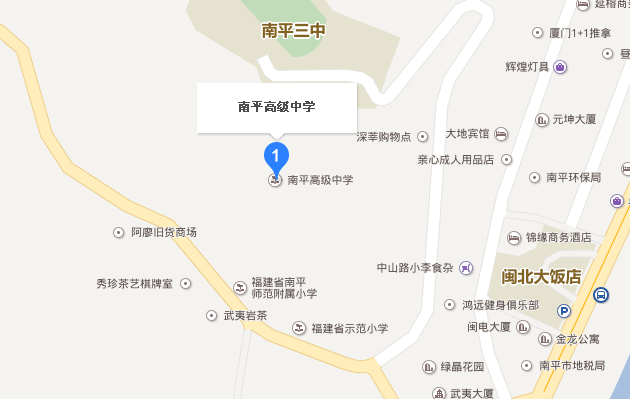 延榕商务
南平三中
厦门1+1推拿
辉煌灯具
南平高级中学
1
元坤大厦
大地宾馆
深莘购物点
亲心成人用品店
南平高级中学
南平环保局
阿廖旧货商场
锦缘商务酒店
中山路小李食杂
闽北大饭店
秀珍茶艺棋牌室
福建省南平
师范附属小学
鸿远健身俱乐部
P
武夷岩茶
福建省示范小学
闽电大厦
金龙公寓
绿晶花园
南平市地税局
武夷大厦